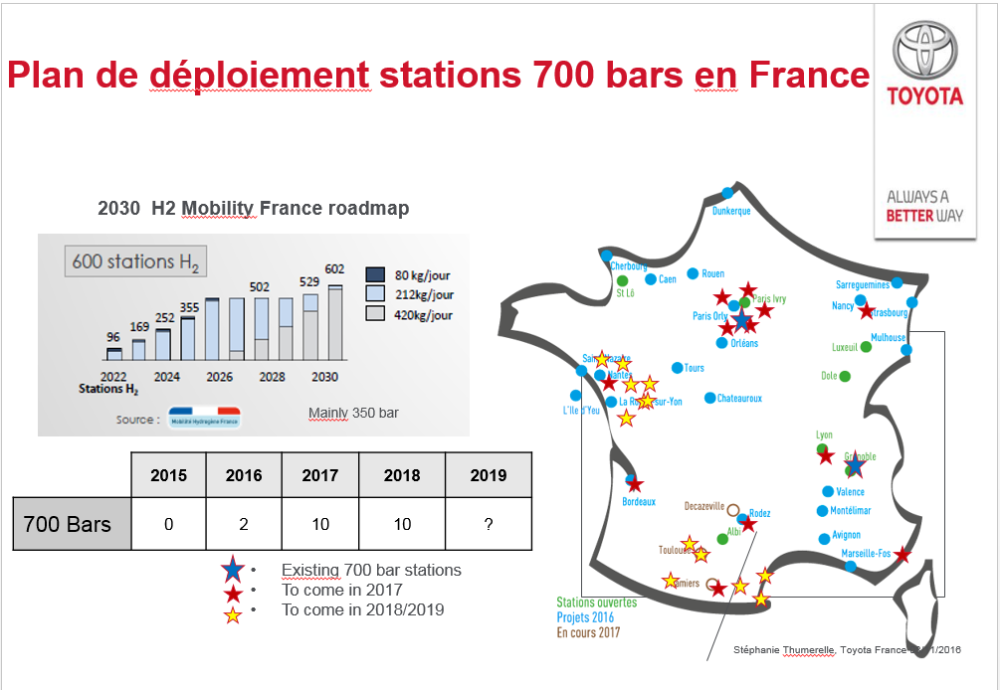 Plan de déploiement stations 700 bars en France
TOYOTA
ALWAYS A
BETTER WAY
2030 H2 Mobility France roadmap
600 stations H2
96
169
252
355
502
529
602
80 kg/jour
212kg/jour
420kg/jour
2022
2024
2026
2028
2030
Stations H2
Source :
Mobilité Hydrogène France
Mainly 350 bar
2015
2016
2017
2018
2019
700 Bars
0
2
10
10
?
• Existing 700 bar stations
• To come in 2017
• To come in 2018/2019
Dunkerque
Cherbourg
St Lô
Caen
Rouen
Paris Ivry
Paris Orly
Orléans
Sarreguemines
Nancy
Strasbourg
Mulhouse
Luxeuil
Dole
Nantes
Tours
L'Ile d'Yeu
La
sur-Yon
Chateauroux
Lyon
Grenoble
Valence
Montélimar
Avignon
Marseille-Fos
Bordeaux
Decazeville
Rodez
Albi
Toulouse
Stations ouvertes
Projets 2016
En cours 2017
Stéphanie Thumerelle, Toyota France
/2016